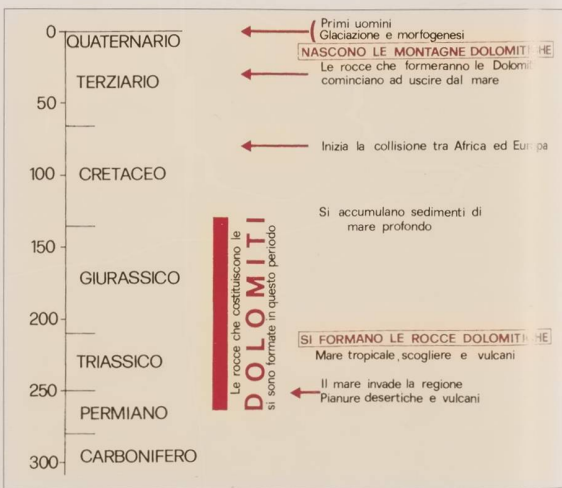 0
QUATERNARIO
TERZIARIO
50
100
CRETACEO
150
GIURASSICO
200
TRIASSICO
250
PERMIANO
300
CARBONIFERO
Le rocce che costituiscono le
DOLOMITI
si sono formate in questo periodo
Primi uomini
Glaciazione e morfogenesi
NASCONO LE MONTAGNE DOLOMITICHE
Le rocce che formeranno le Dolomi
cominciano ad uscire dal mare
Inizia la collisione tra Africa ed Europa
Si accumulano sedimenti di
mare profondo
SI FORMANO LE ROCCE DOLOMITICHE
Mare tropicale, scogliere e vulcani
Il mare invade la regione
Pianure desertiche e vulcani